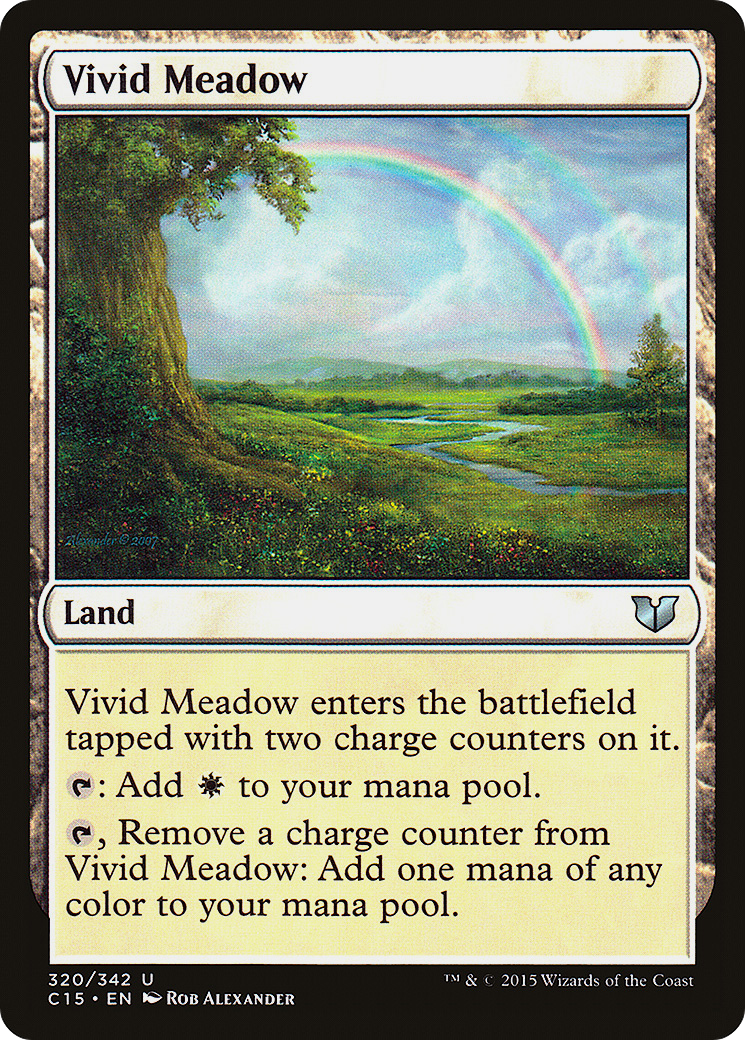 Vivid Meadow
Alexander © 2007
Land
Vivid Meadow enters the battlefield
tapped with two charge counters on it.
: Add to your mana pool.
, Remove a charge counter from
Vivid Meadow: Add one mana of any
color to your mana pool.
320/342 U
C15 • EN Rob Alexander
™ & © 2015 Wizards of the Coast